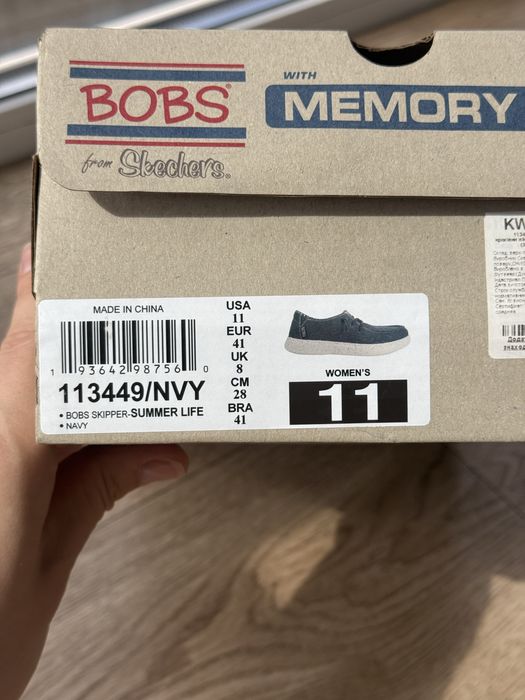 BOBS®
from Skechers®
WITH
MEMORY
KW
MADE IN CHINA
1 93642 98756 0
113449/NVY
• BOBS SKIPPER-SUMMER LIFE
• NAVY
USA
11
EUR
41
UK
8
CM
28
BRA
41
WOMEN'S
11